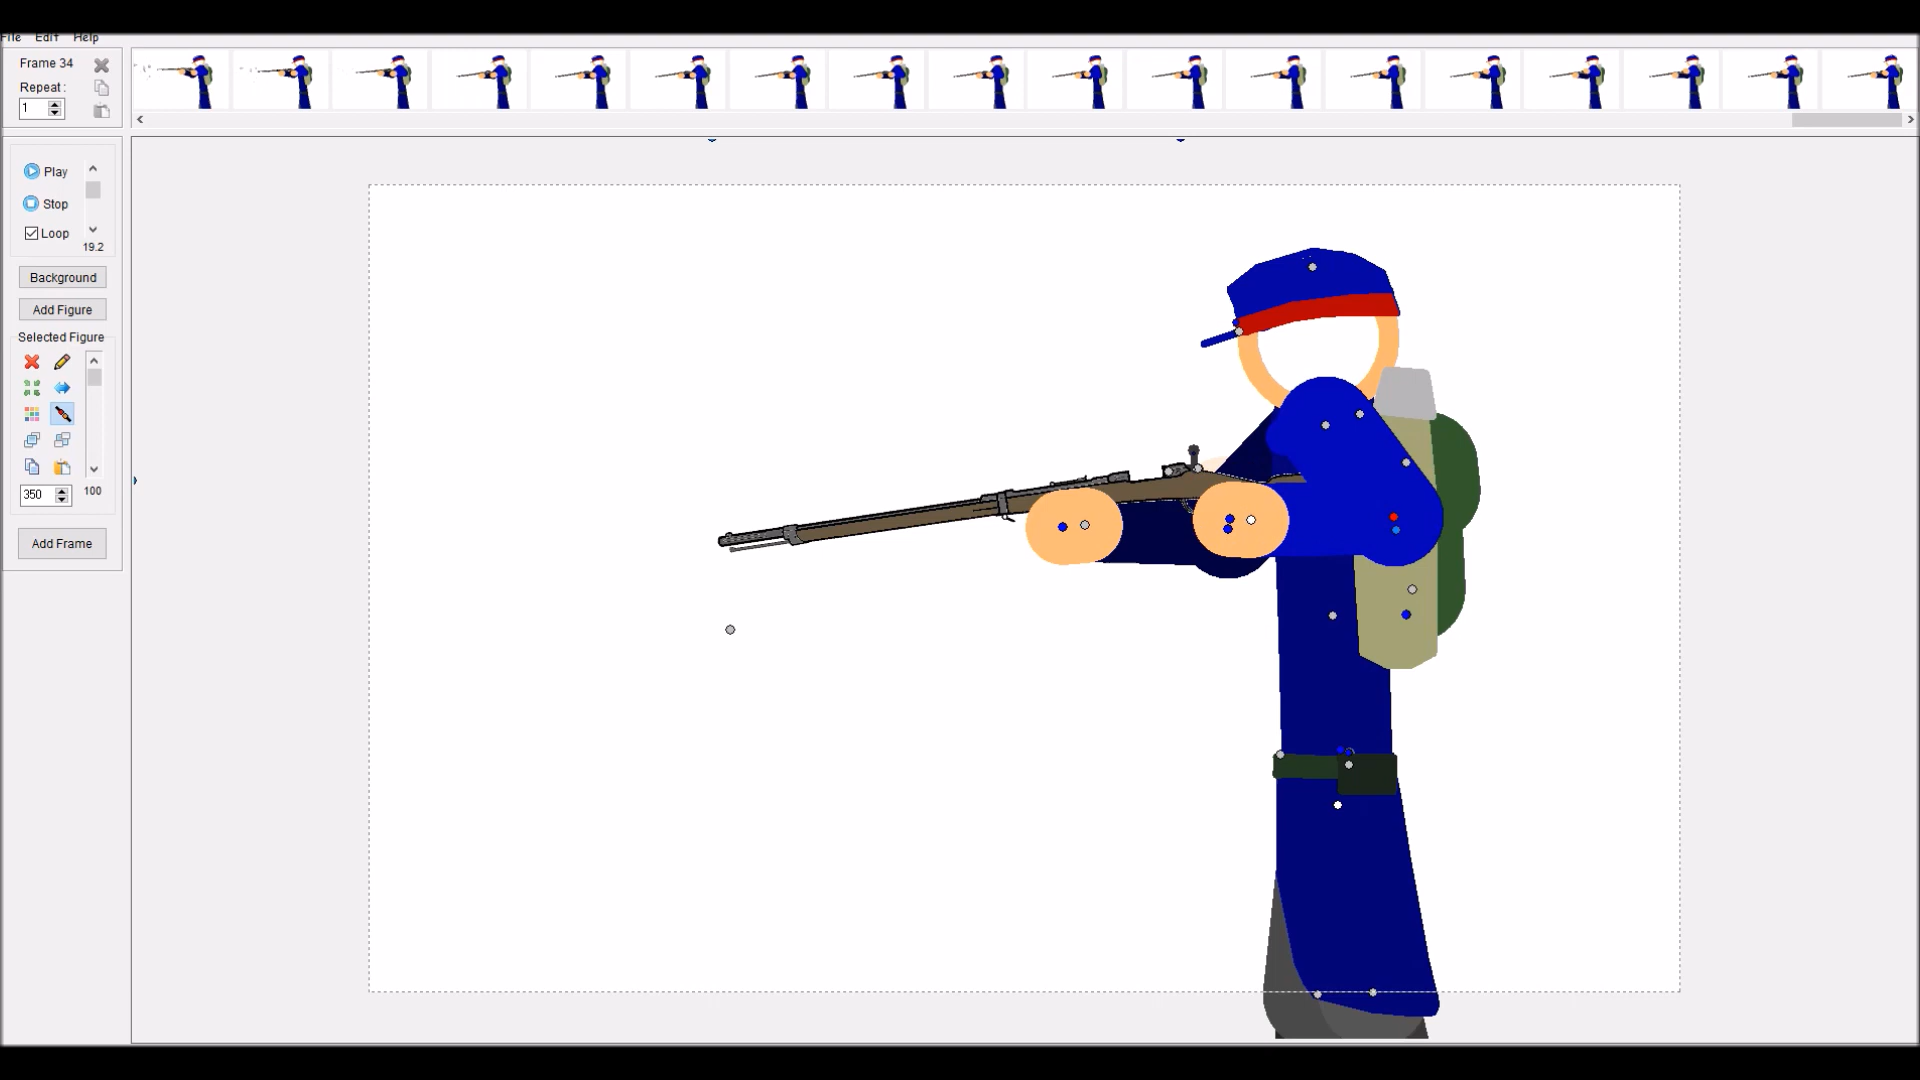 File Edit Help
Frame 34
Repeat :
1
Play
Stop
Loop
19.2
Background
Add Figure
Selected Figure
350
100
Add Frame